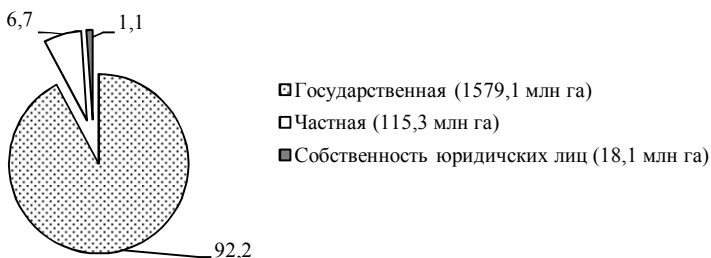 6,7
1,1
Государственная (1579,1 млн га)
Частная (115,3 млн га)
Собственность юридичских лиц (18,1 млн га)
92,2